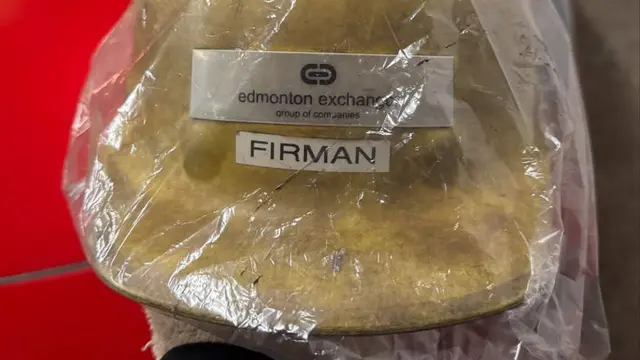 edmonton exchange
group of companies
FIRMAN